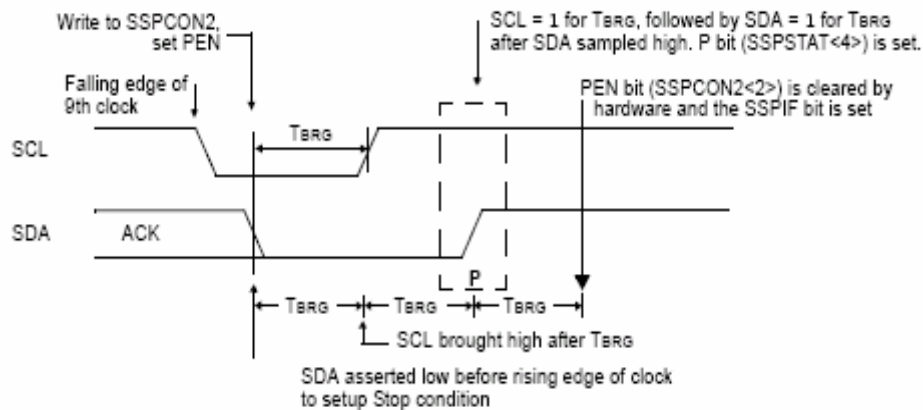 Write to SSPCON2,
set PEN
SCL = 1 for TBRG, followed by SDA = 1 for TBRG
after SDA sampled high. P bit (SSPSTAT<4>) is set.
Falling edge of
9th clock
PEN bit (SSPCON2<2>) is cleared by
hardware and the SSPIF bit is set
SCL
TBRG
SDA
ACK
P
TBRG
TBRG
TBRG
SCL brought high after TBRG
SDA asserted low before rising edge of clock
to setup Stop condition